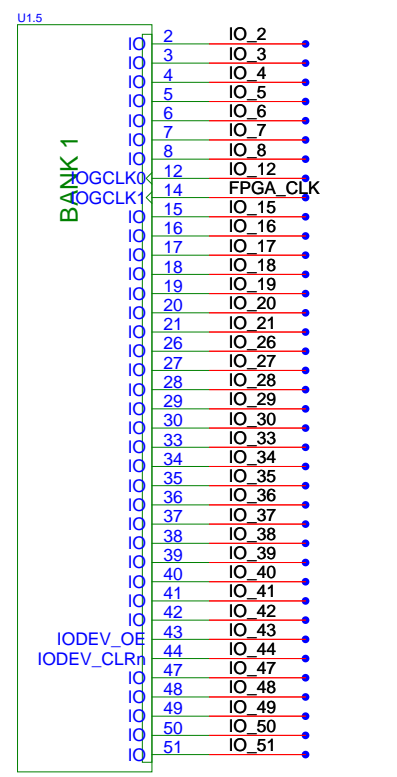 U1.5
BANK 1
IO 2 IO_2
IO 3 IO_3
IO 4 IO_4
IO 5 IO_5
IO 6 IO_6
IO 7 IO_7
IO 8 IO_8
IOGCLK0 12 IO_12
IOGCLK1 14 FPGA_CLK
IO 15 IO_15
IO 16 IO_16
IO 17 IO_17
IO 18 IO_18
IO 19 IO_19
IO 20 IO_20
IO 21 IO_21
IO 26 IO_26
IO 27 IO_27
IO 28 IO_28
IO 29 IO_29
IO 30 IO_30
IO 33 IO_33
IO 34 IO_34
IO 35 IO_35
IO 36 IO_36
IO 37 IO_37
IO 38 IO_38
IO 39 IO_39
IO 40 IO_40
IO 41 IO_41
IO 42 IO_42
IODEV_OE 43 IO_43
IODEV_CLRn 44 IO_44
IO 47 IO_47
IO 48 IO_48
IO 49 IO_49
IO 50 IO_50
IO 51 IO_51